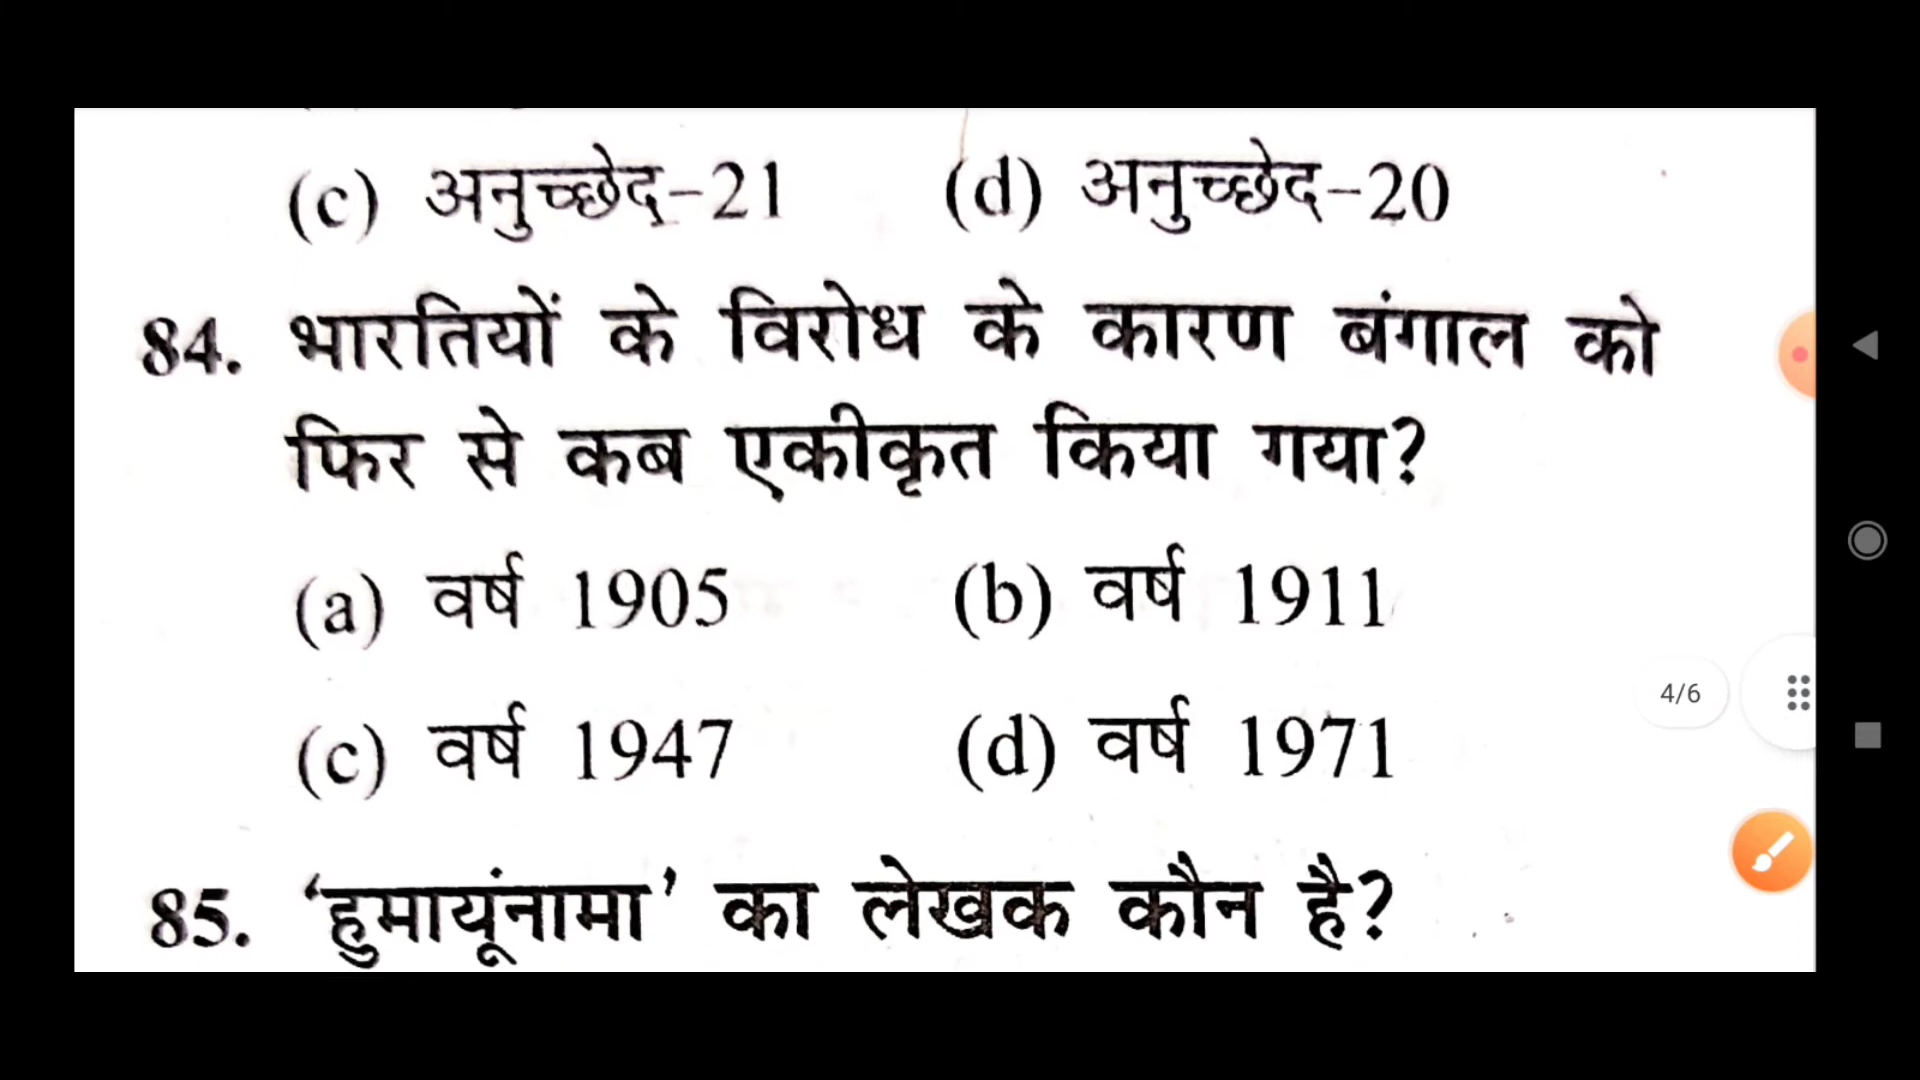 (c) अनुच्छेद-21 (d) अनुच्छेद-20
84. भारतियों के विरोध के कारण बंगाल को
फिर से कब एकीकृत किया गया?
(a) वर्ष 1905 (b) वर्ष 1911
(c) वर्ष 1947 (d) वर्ष 1971
4/6
85. ‘हुमायूंनामा’ का लेखक कौन है?